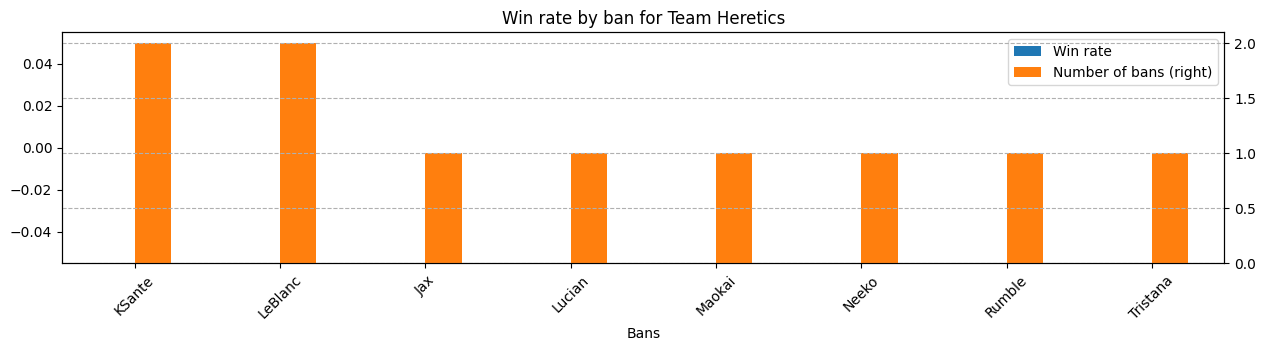 Win rate by ban for Team Heretics
Win rate
Number of bans (right)
0.04
0.02
0.00
−0.02
−0.04
2.0
1.5
1.0
0.5
0.0
KSante
LeBlanc
Jax
Lucian
Maokai
Neeko
Rumble
Tristana
Bans